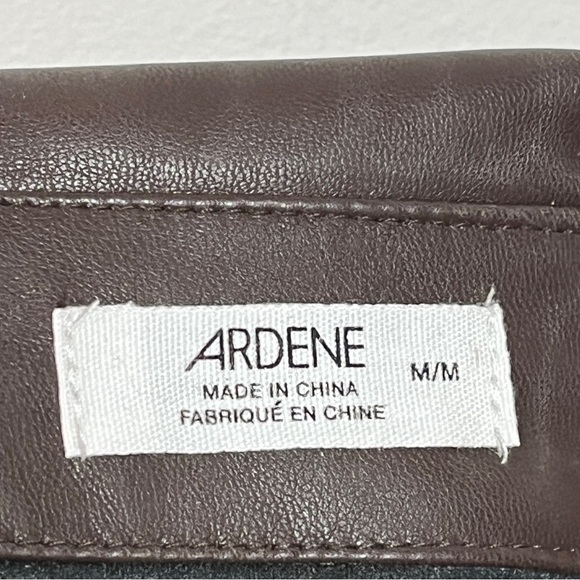 ARDENE
M/M
MADE IN CHINA
FABRIQUÉ EN CHINE